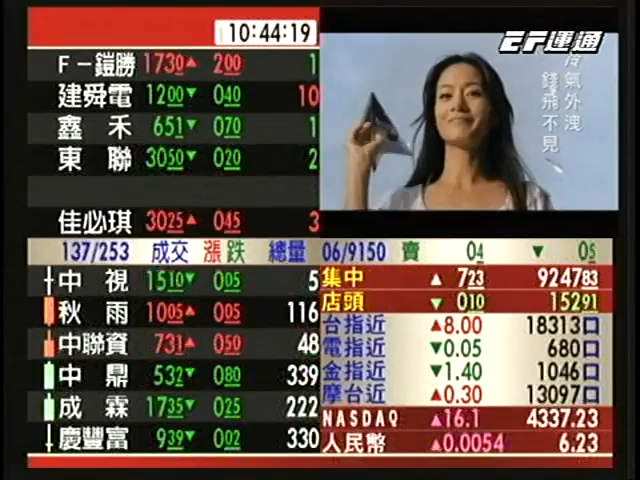 10:44:19
EF運通
F－鎧勝 1730▲ 200 1
建舜電 1200▼ 040 10
鑫禾 651▼ 070 1
東聯 3050▼ 020 2
佳必琪 3025▲ 045 3
冷氣外洩
錢飛不見
137/253 成交 漲跌 總量
中視 1510▼ 005 5
秋雨 1005▲ 005 116
中聯資 731▲ 050 48
中鼎 532▼ 080 339
成霖 1735▼ 025 222
慶豐富 939▼ 002 330
06/9150 賣 04 ▼ 05
集中 ▲ 723 924783
店頭 ▼ 010 15291
台指近 ▲8.00 18313口
電指近 ▼0.05 680口
金指近 ▼1.40 1046口
摩台近 ▲0.30 13097口
NASDAQ ▲16.1 4337.23
人民幣 ▲0.0054 6.23